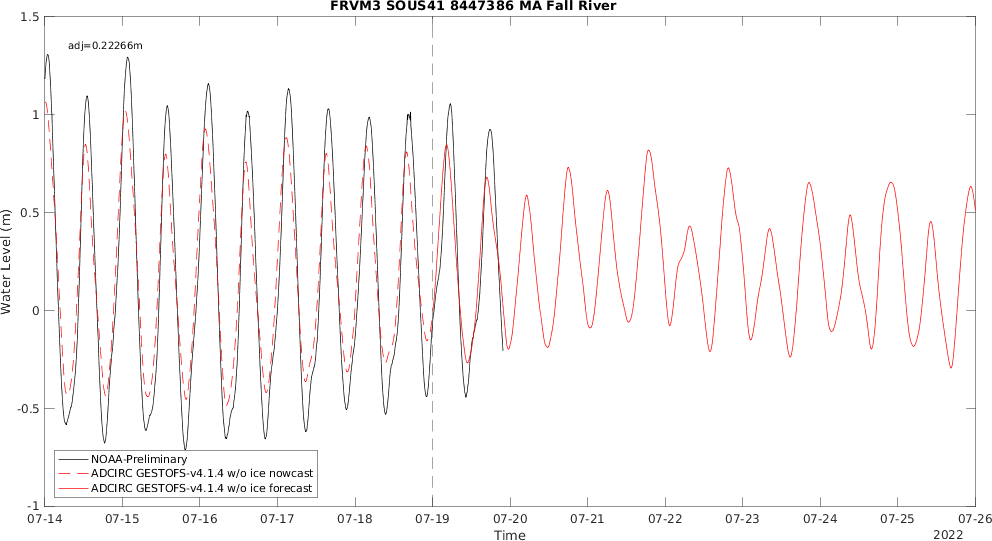 FRVM3 SOUS41 8447386 MA Fall River
adj=0.22266m
Water Level (m)
1.5
1
0.5
0
-0.5
-1
NOAA-Preliminary
ADCIRC GESTOFS-v4.1.4 w/o ice nowcast
ADCIRC GESTOFS-v4.1.4 w/o ice forecast
07-14 07-15 07-16 07-17 07-18 07-19 07-20 07-21 07-22 07-23 07-24 07-25 07-26
Time
2022